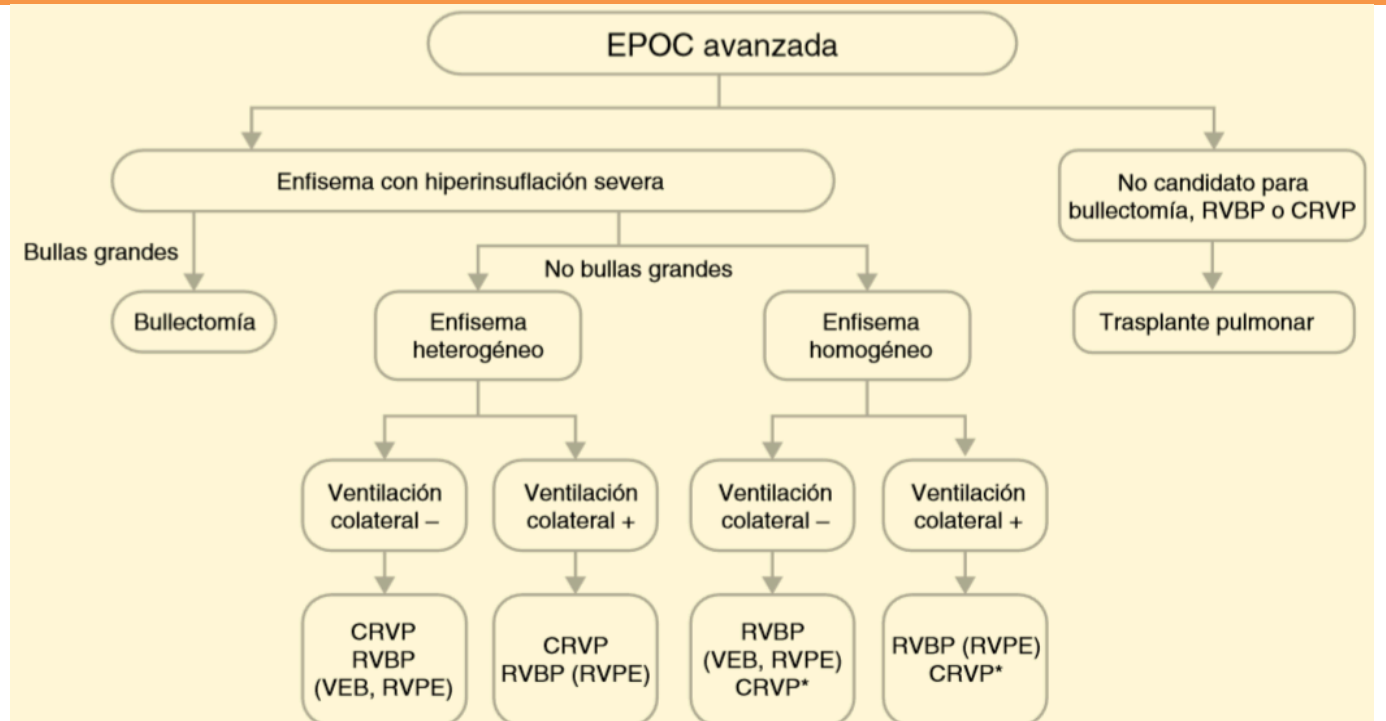 EPOC avanzada
Enfisema con hiperinsuflación severa
No candidato para
bullectomía, RVBP o CRVP
Bullas grandes
No bullas grandes
Bullectomía
Enfisema
heterogéneo
Enfisema
homogéneo
Trasplante pulmonar
Ventilación
colateral –
Ventilación
colateral +
Ventilación
colateral –
Ventilación
colateral +
CRVP
RVBP
(VEB, RVPE)
CRVP
RVBP (RVPE)
RVBP
(VEB, RVPE)
CRVP*
RVBP (RVPE)
CRVP*